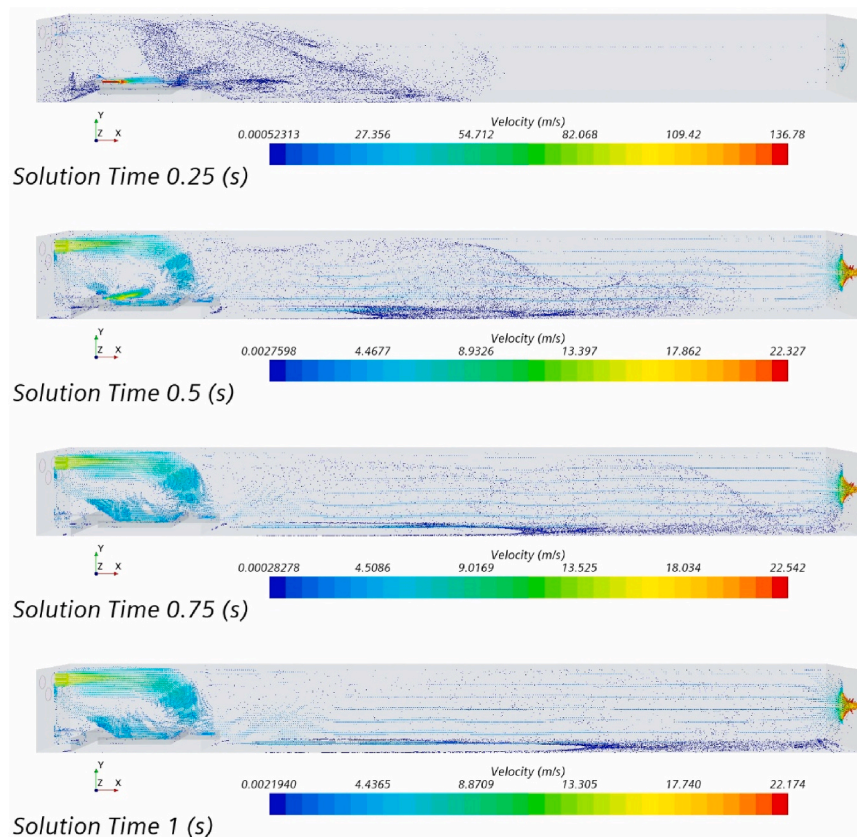 Y
Z X
Velocity (m/s)
0.00052313 27.356 54.712 82.068 109.42 136.78
Solution Time 0.25 (s)
Y
Z X
Velocity (m/s)
0.0027598 4.4677 8.9326 13.397 17.862 22.327
Solution Time 0.5 (s)
Y
Z X
Velocity (m/s)
0.00028278 4.5086 9.0169 13.525 18.034 22.542
Solution Time 0.75 (s)
Y
Z X
Velocity (m/s)
0.0021940 4.4365 8.8709 13.305 17.740 22.174
Solution Time 1 (s)